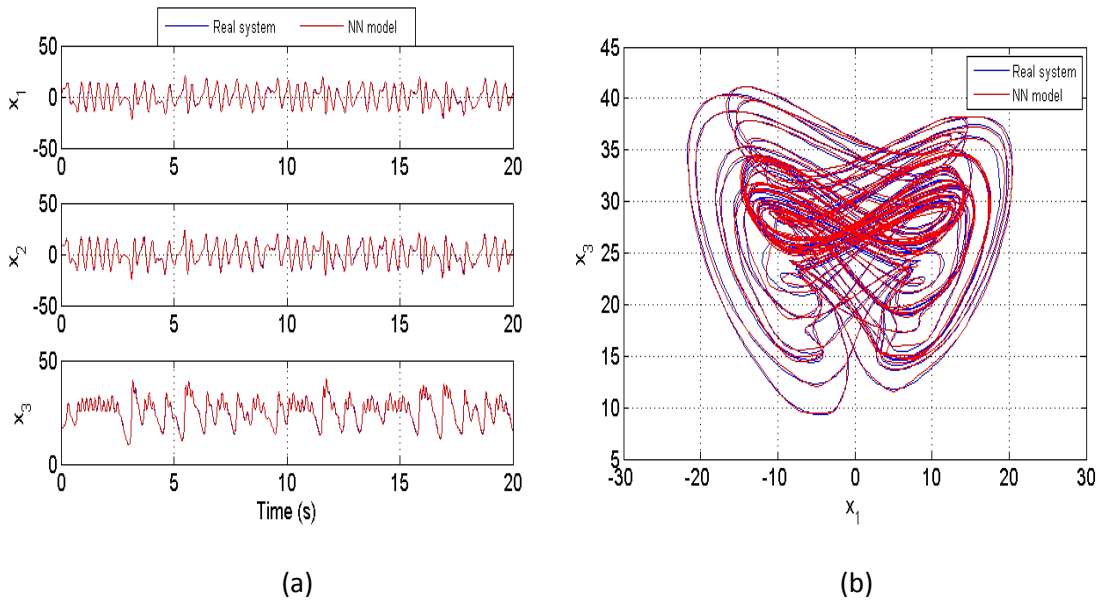 Real system NN model
50
0
-50
x1
0 5 10 15 20
50
0
-50
x2
0 5 10 15 20
50
0
x3
0 5 10 15 20
Time (s)
(a)
Real system
NN model
45
40
35
30
25
20
15
10
5
x3
-30 -20 -10 0 10 20 30
x1
(b)